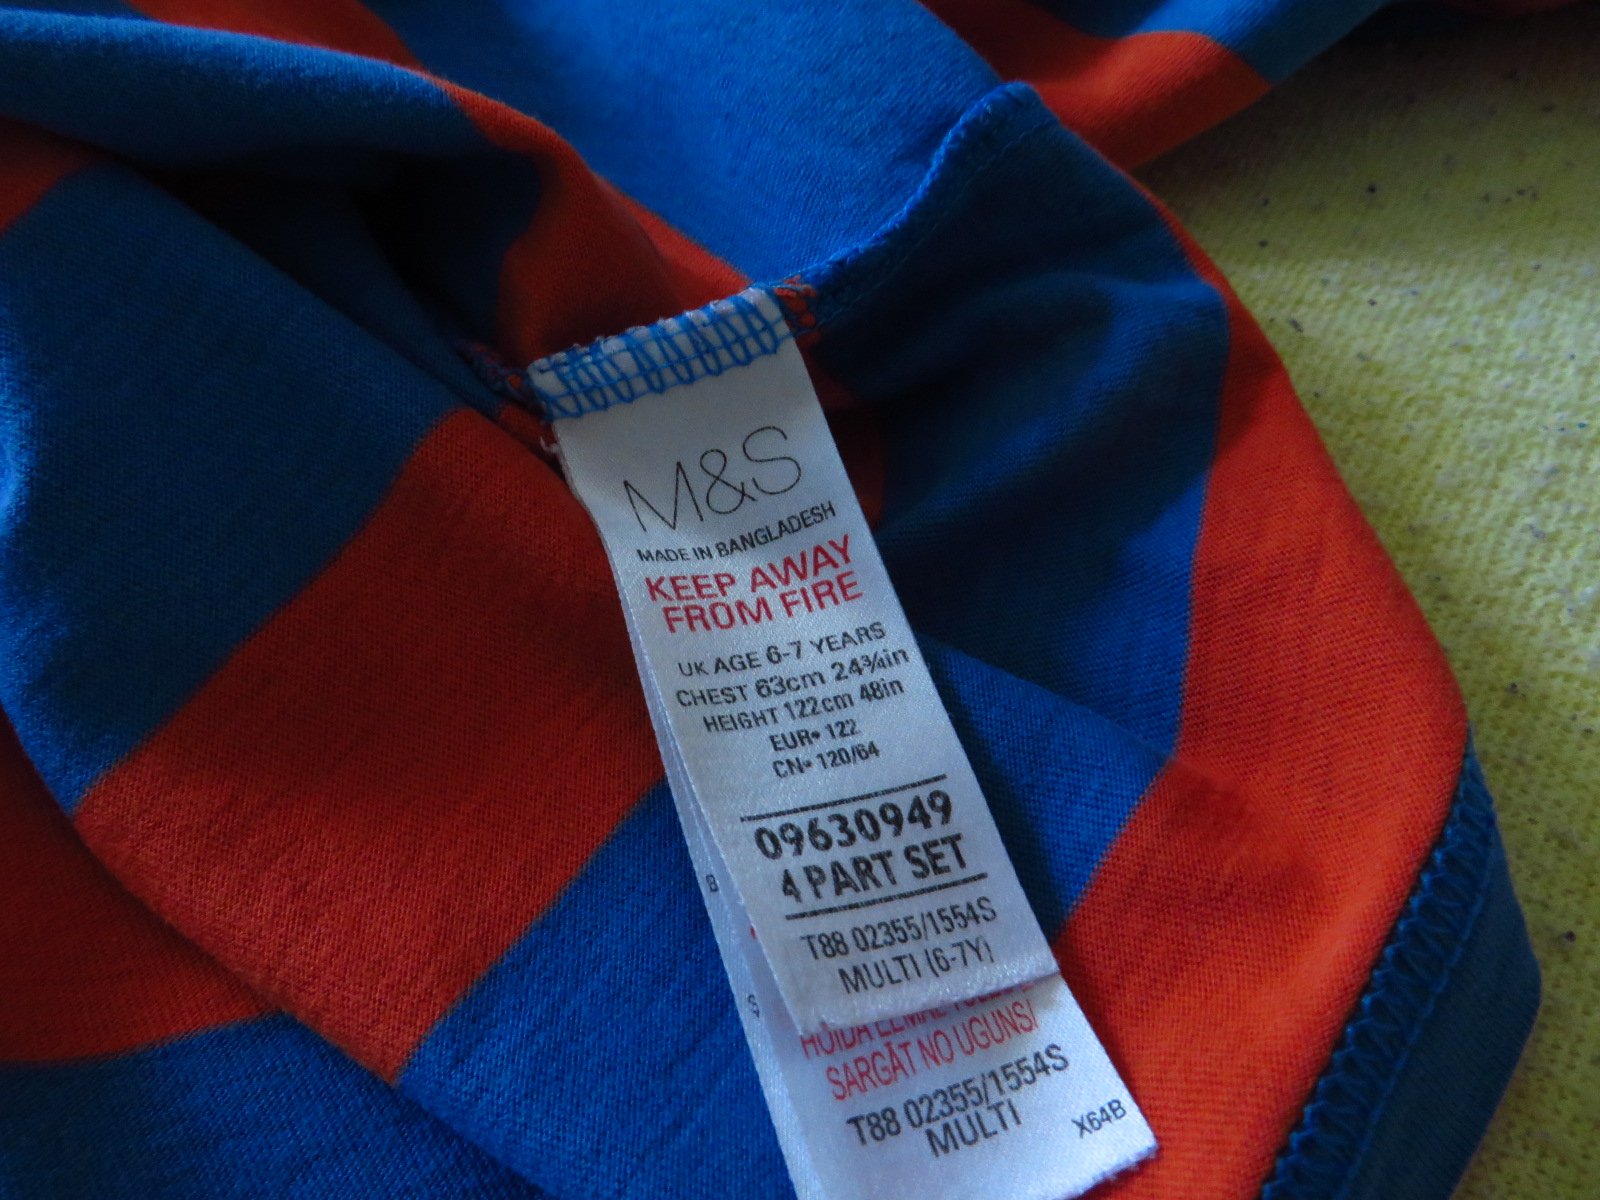 M&S
MADE IN BANGLADESH
KEEP AWAY
FROM FIRE
UK AGE 6-7 YEARS
CHEST 63cm 24¾in
HEIGHT 122cm 48in
EUR• 122
CN• 120/64
09630949
4 PART SET
T88 02355/1554S
MULTI (6-7Y)
HOIDA EEMAL
SARGĀT NO UGUNS/
T88 02355/1554S
MULTI
X64B
B
S